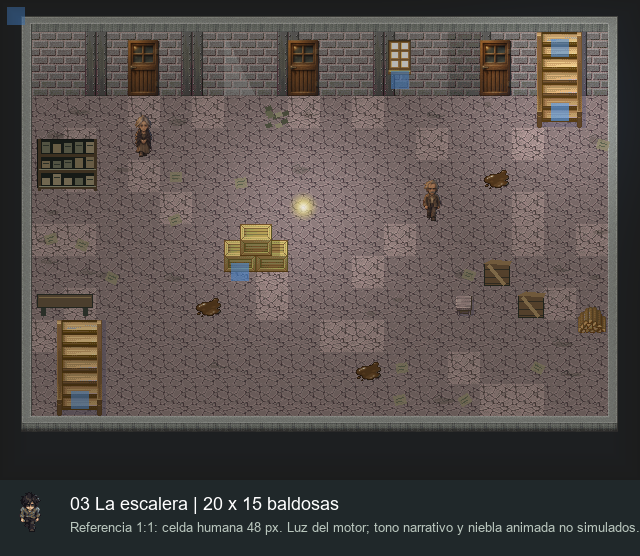 03 La escalera | 20 x 15 baldosas
Referencia 1:1: celda humana 48 px. Luz del motor; tono narrativo y niebla animada no simulados.